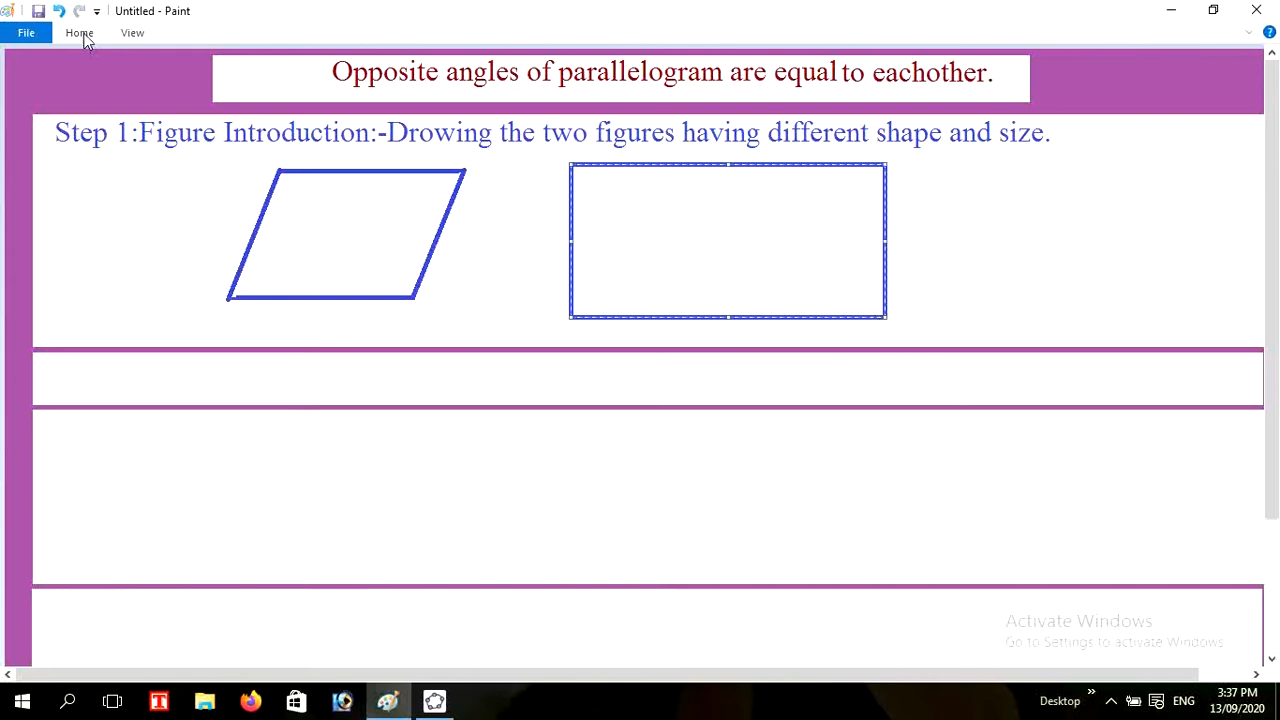 Untitled - Paint
File Home View
Opposite angles of parallelogram are equal to eachother.
Step 1:Figure Introduction:-Drowing the two figures having different shape and size.
Activate Windows
Go to Settings to activate Windows
Desktop
ENG
3:37 PM
13/09/2020